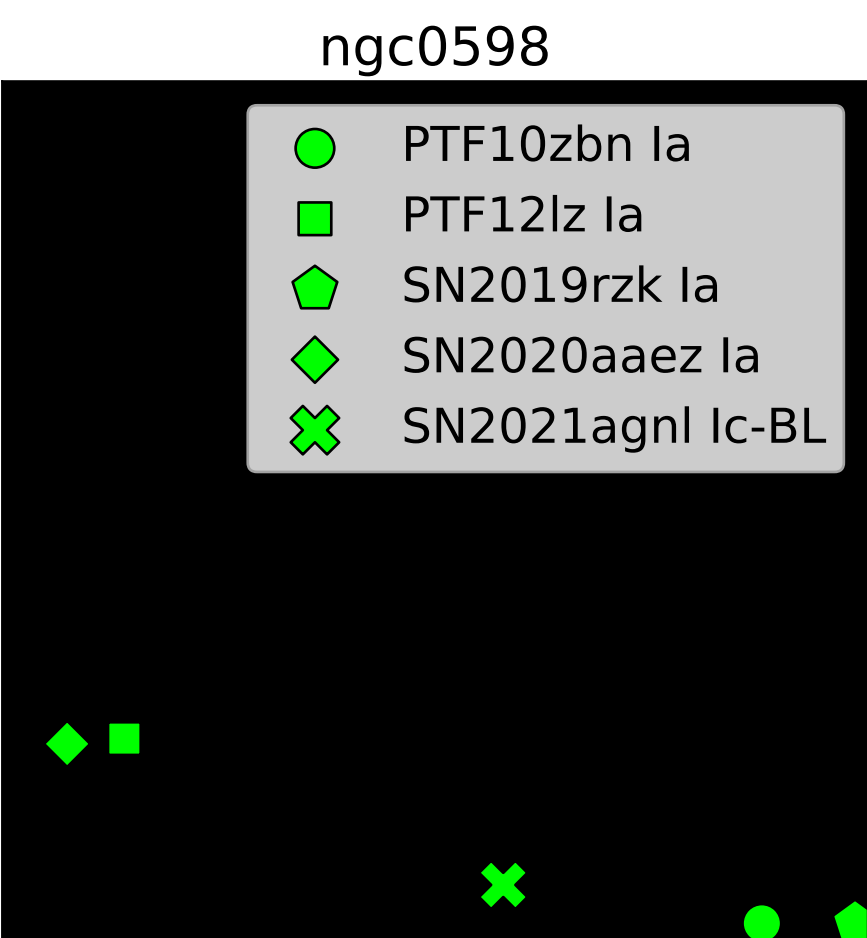 ngc0598
PTF10zbn Ia
PTF12lz Ia
SN2019rzk Ia
SN2020aaez Ia
SN2021agnl Ic-BL